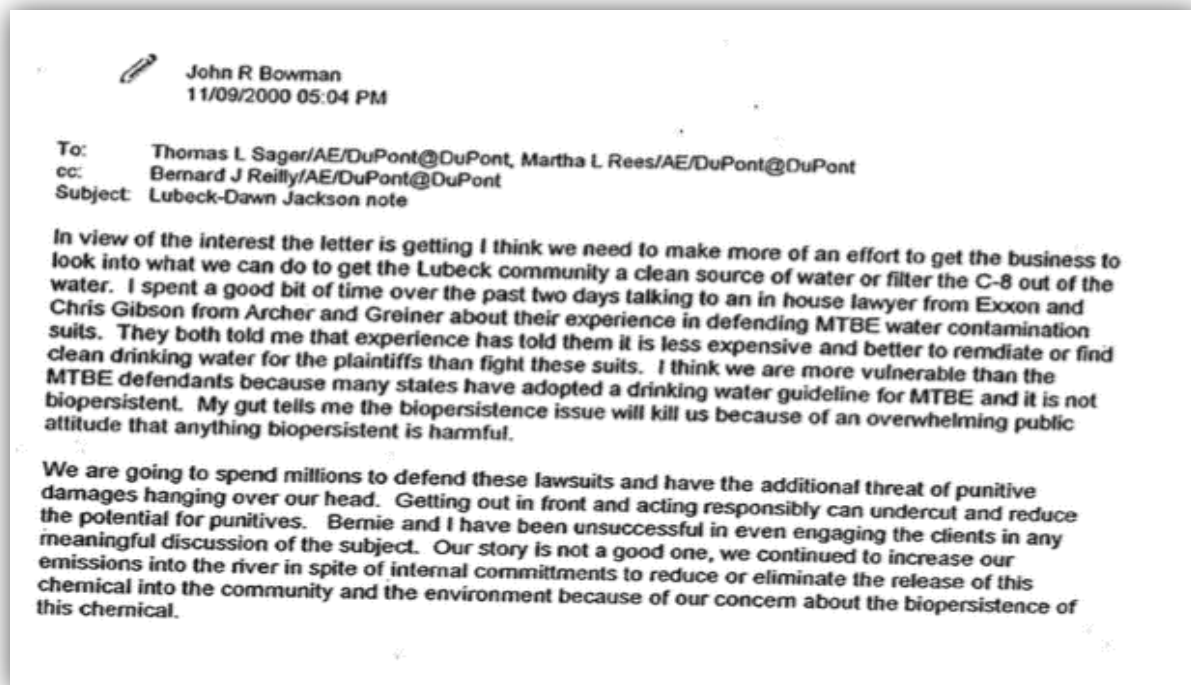 John R Bowman
11/09/2000 05:04 PM
To: Thomas L Sager/AE/DuPont@DuPont, Martha L Rees/AE/DuPont@DuPont
cc: Bernard J Reilly/AE/DuPont@DuPont
Subject: Lubeck-Dawn Jackson note
In view of the interest the letter is getting I think we need to make more of an effort to get the business to
look into what we can do to get the Lubeck community a clean source of water or filter the C-8 out of the
water. I spent a good bit of time over the past two days talking to an in house lawyer from Exxon and
Chris Gibson from Archer and Greiner about their experience in defending MTBE water contamination
suits. They both told me that experience has told them it is less expensive and better to remdiate or find
clean drinking water for the plaintiffs than fight these suits. I think we are more vulnerable than the
MTBE defendants because many states have adopted a drinking water guideline for MTBE and it is not
biopersistent. My gut tells me the biopersistence issue will kill us because of an overwhelming public
attitude that anything biopersistent is harmful.
We are going to spend millions to defend these lawsuits and have the additional threat of punitive
damages hanging over our head. Getting out in front and acting responsibly can undercut and reduce
the potential for punitives. Bernie and I have been unsuccessful in even engaging the clients in any
meaningful discussion of the subject. Our story is not a good one, we continued to increase our
emissions into the river in spite of internal committments to reduce or eliminate the release of this
chemical into the community and the environment because of our concern about the biopersistence of
this chemical.